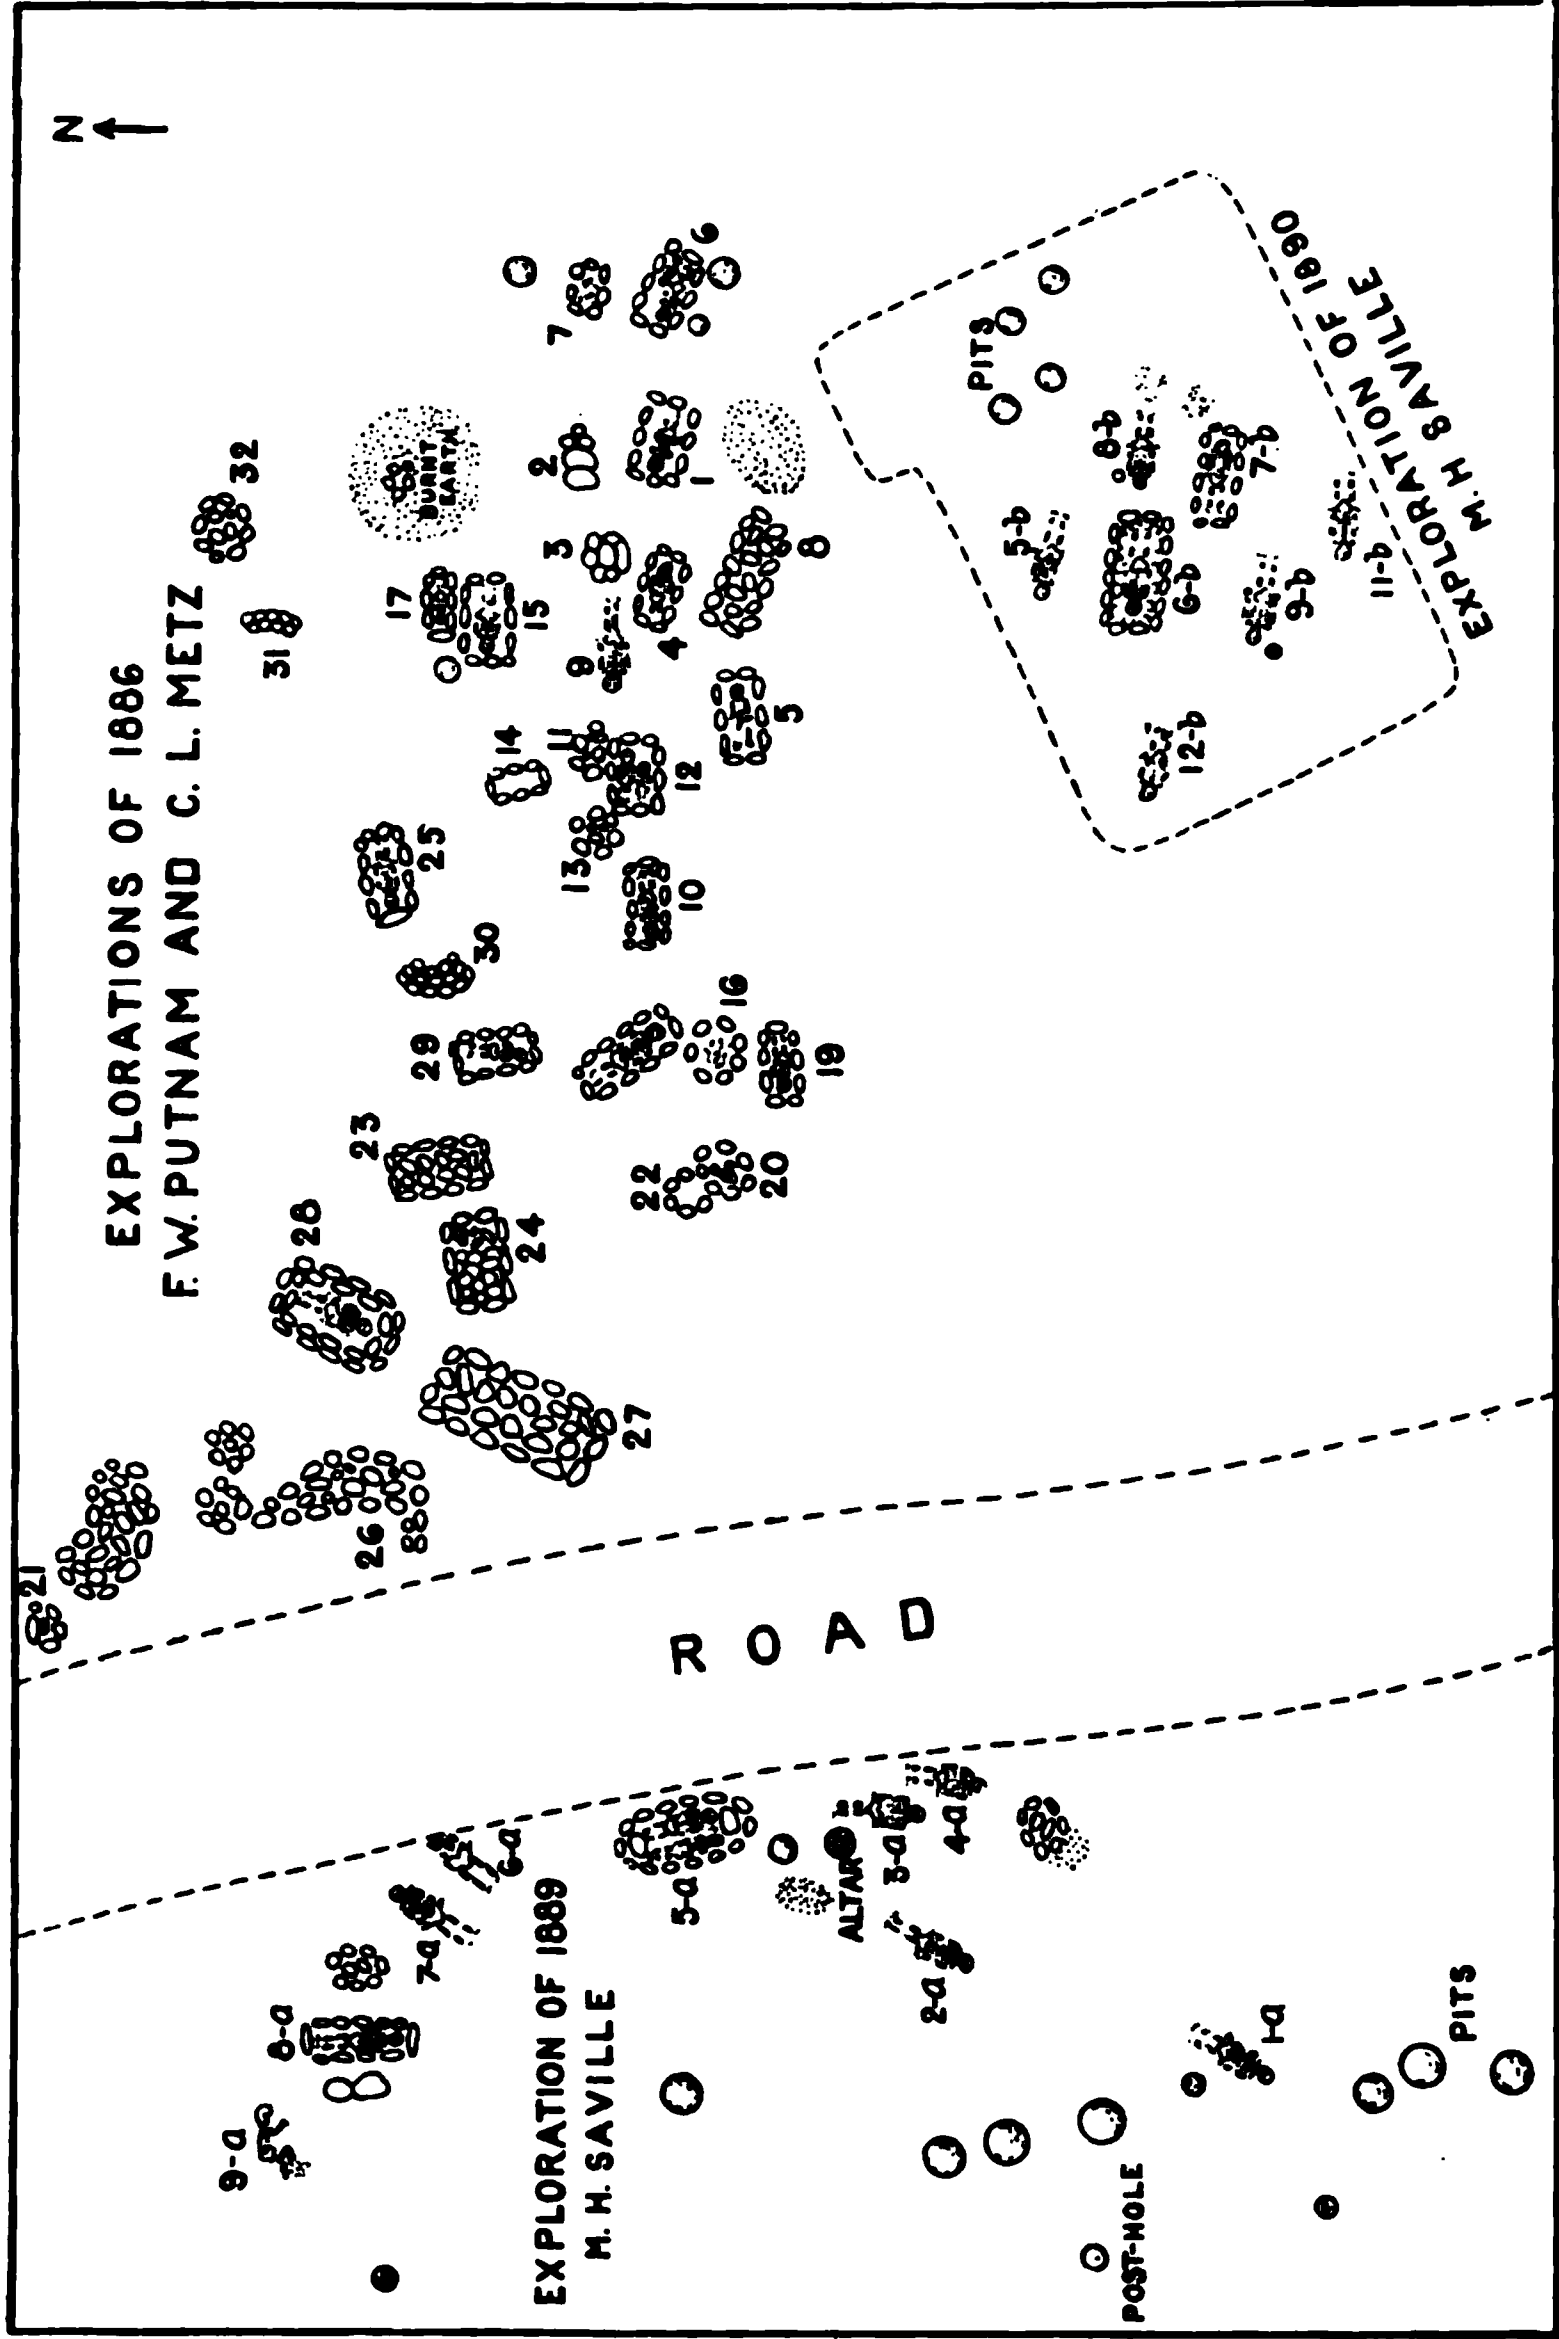 EXPLORATIONS OF 1886
F. W. PUTNAM AND C. L. METZ
N
21
26
88
28
27
23
24
22
20
29
30
25
16
19
10
13
14
11
12
31
32
17
15
9
3
4
5
8
2
1
7
6
BURNT
EARTH
ROAD
EXPLORATION OF 1889
M. H. SAVILLE
9-a
8-a
7-a
6-a
5-a
ALTAR
3-a
4-a
2-a
1-a
PITS
POST-HOLE
PITS
5-b
8-b
6-b
7-b
9-b
11-b
12-b
EXPLORATION OF 1890
M. H SAVILLE